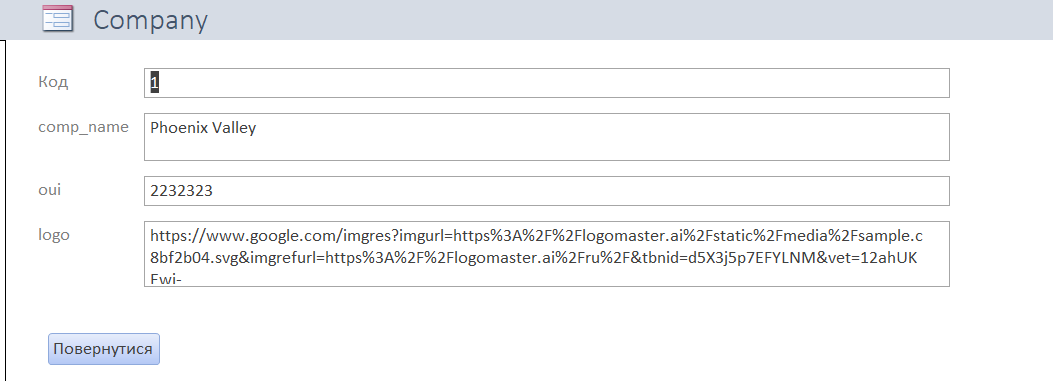 Company
Код 1
comp_name Phoenix Valley
oui 2232323
logo https://www.google.com/imgres?imgurl=https%3A%2F%2Flogomaster.ai%2Fstatic%2Fmedia%2Fsample.c
8bf2b04.svg&imgrefurl=https%3A%2F%2Flogomaster.ai%2Fru%2F&tbnid=d5X3j5p7EFYLNM&vet=12ahUK
Ewi-
Повернутися